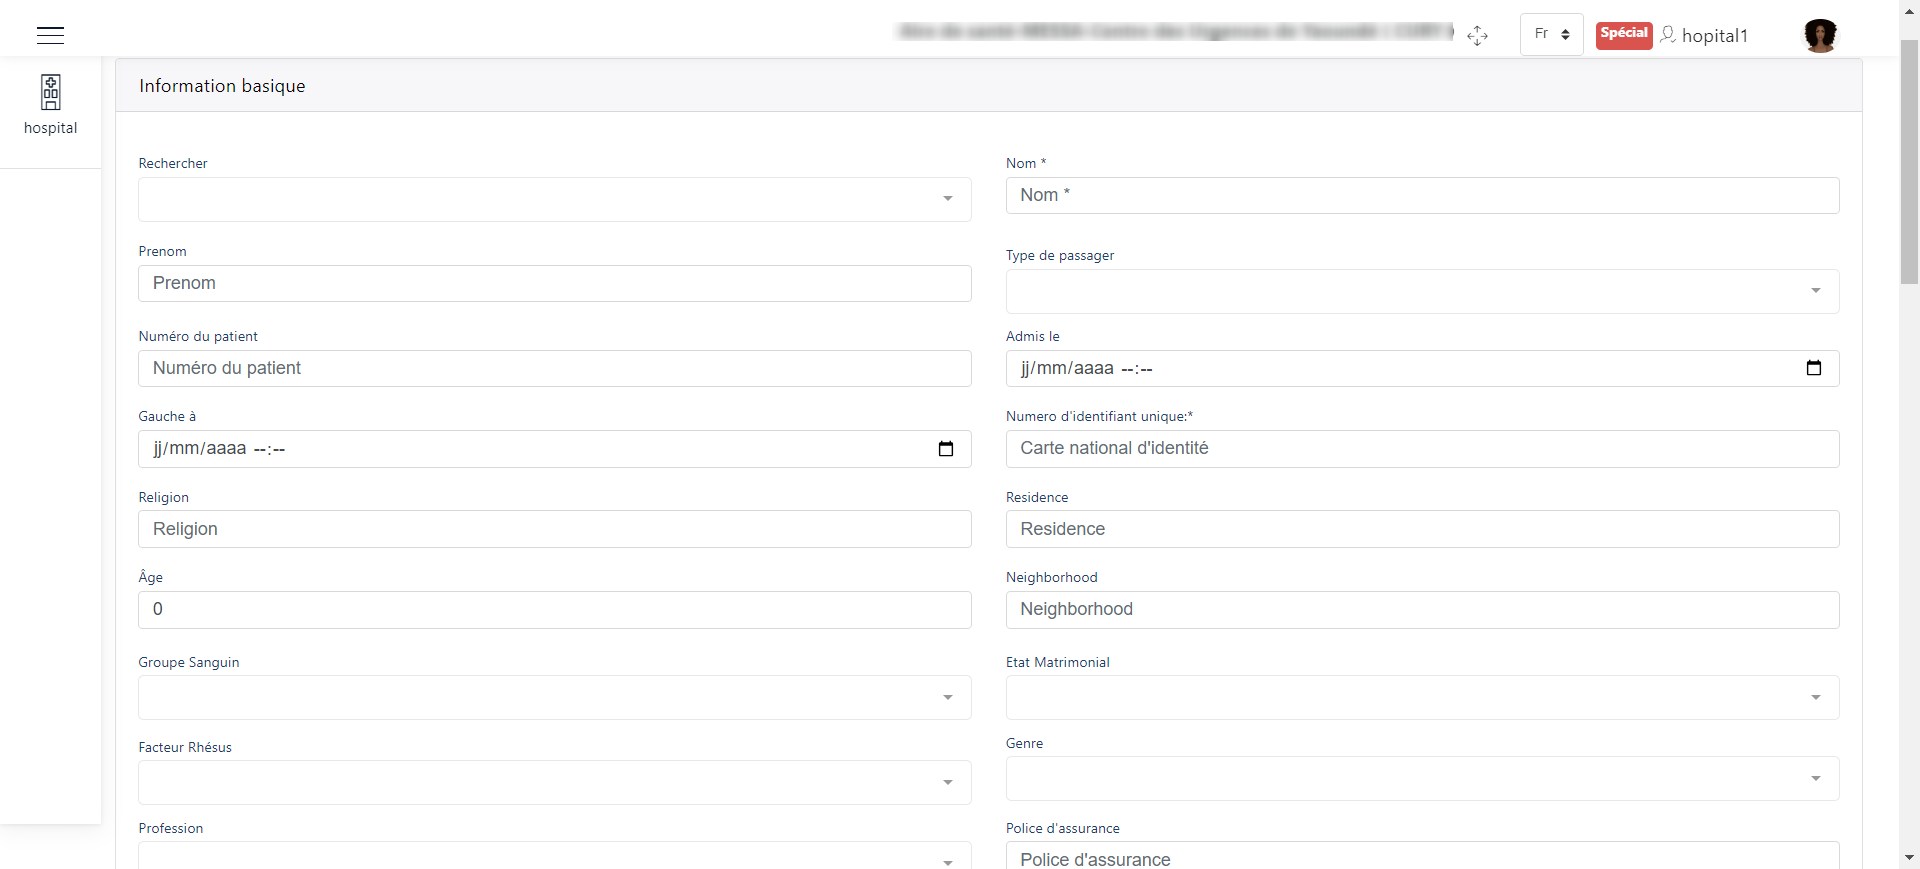 Fr
Spécial
hopital1
hospital
Information basique
Rechercher
Nom *
Nom *
Prenom
Prenom
Type de passager
Numéro du patient
Numéro du patient
Admis le
jj/mm/aaaa --:--
Gauche à
jj/mm/aaaa --:--
Numero d'identifiant unique:*
Carte national d'identité
Religion
Religion
Residence
Residence
Âge
0
Neighborhood
Neighborhood
Groupe Sanguin
Etat Matrimonial
Facteur Rhésus
Genre
Profession
Police d'assurance
Police d'assurance